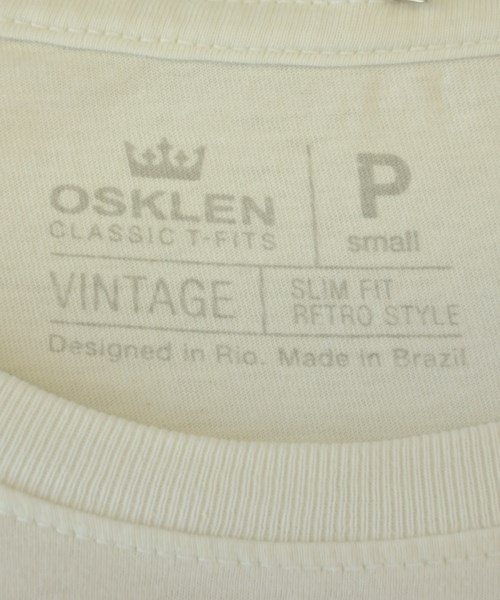 OSKLEN
CLASSIC T-FITS
P
small
VINTAGE
SLIM FIT
RETRO STYLE
Designed in Rio. Made in Brazil